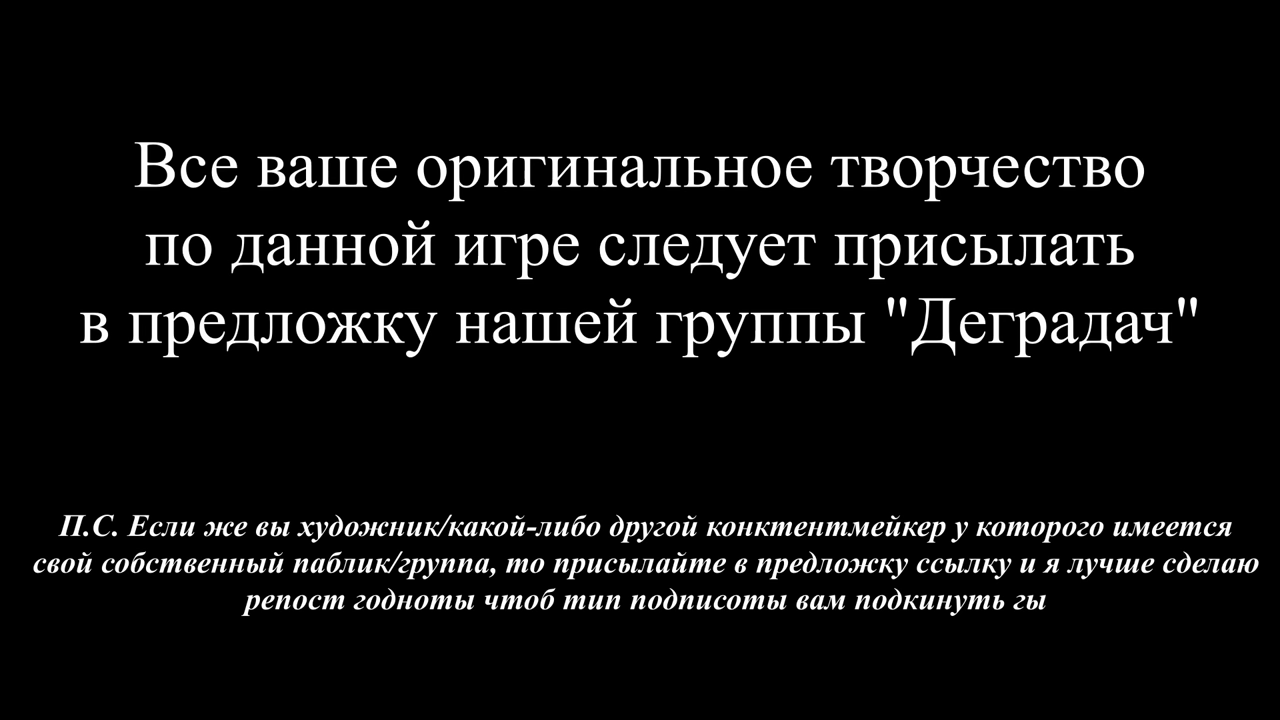 Все ваше оригинальное творчество
по данной игре следует присылать
в предложку нашей группы "Деградач"
П.С. Если же вы художник/какой-либо другой конктентмейкер у которого имеется
свой собственный паблик/группа, то присылайте в предложку ссылку и я лучше сделаю
репост годноты чтоб тип подписоты вам подкинуть гы